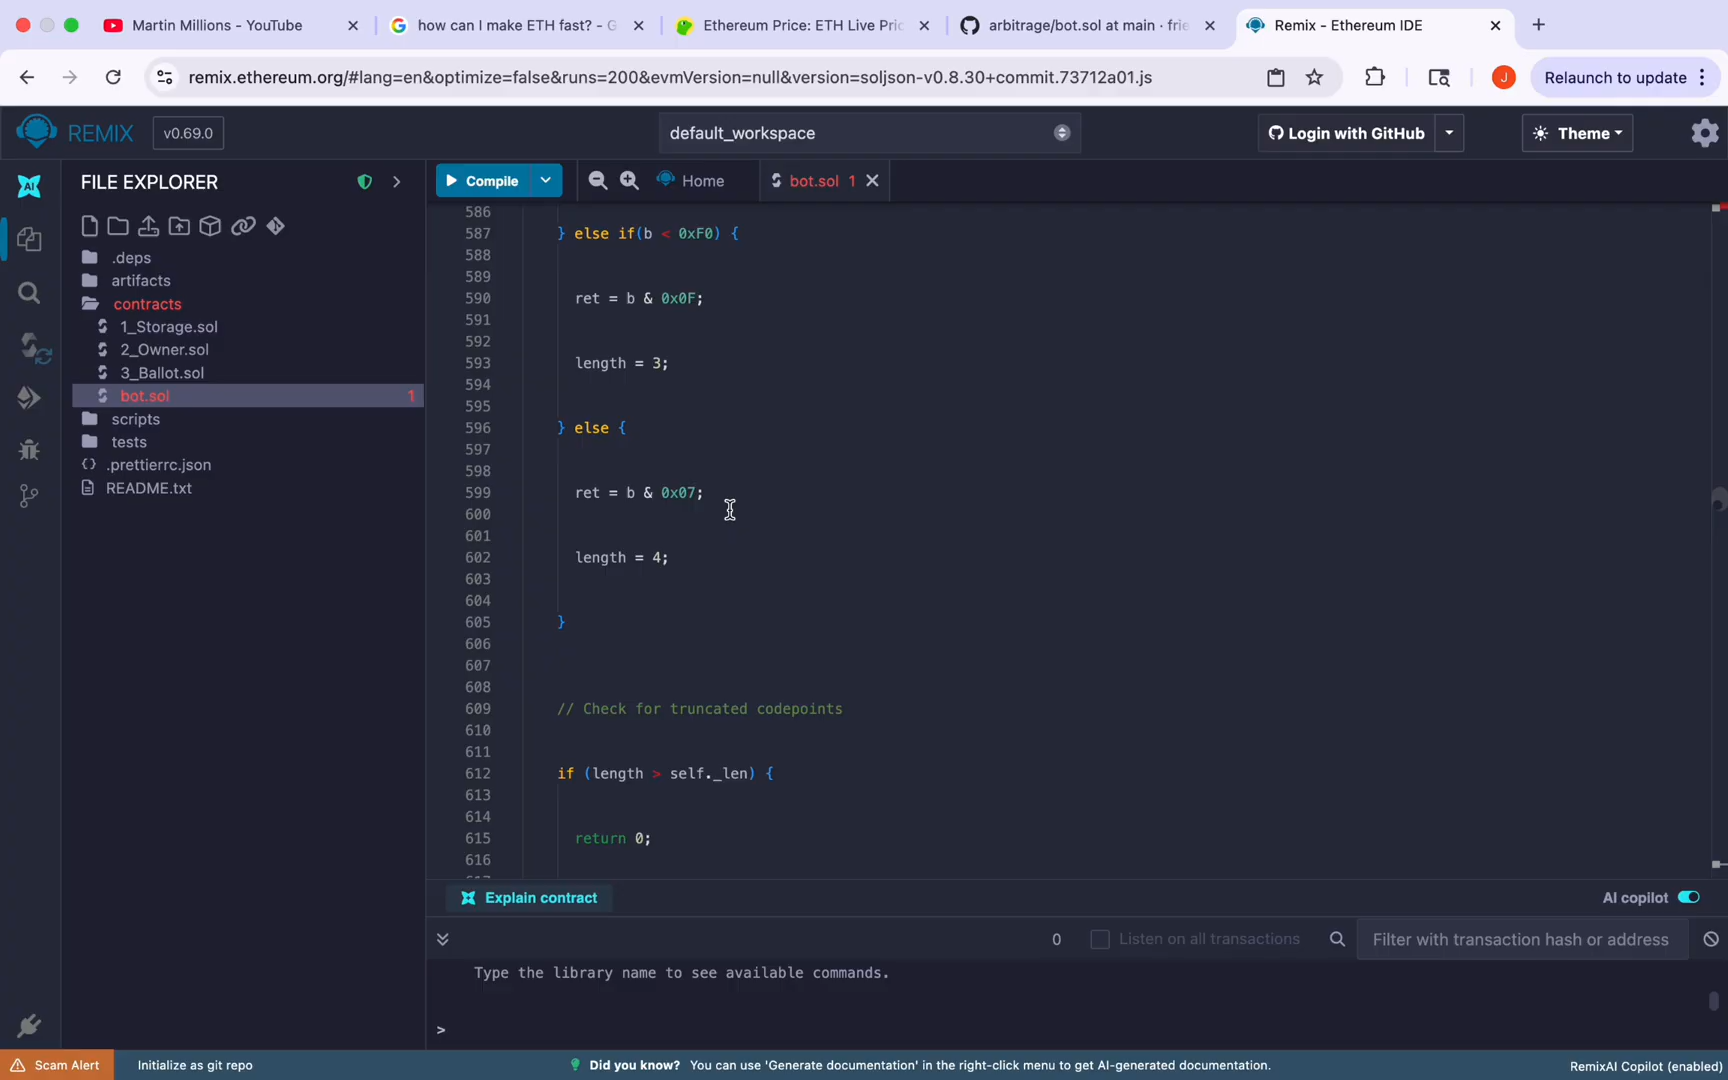 Martin Millions - YouTube
how can I make ETH fast? - G
Ethereum Price: ETH Live Pric
arbitrage/bot.sol at main · frie
Remix - Ethereum IDE
remix.ethereum.org/#lang=en&optimize=false&runs=200&evmVersion=null&version=soljson-v0.8.30+commit.73712a01.js
J
Relaunch to update
REMIX
v0.69.0
default_workspace
Login with GitHub
Theme
AI
FILE EXPLORER
Compile
Home
bot.sol 1
.deps
artifacts
contracts
1_Storage.sol
2_Owner.sol
3_Ballot.sol
bot.sol 1
scripts
tests
.prettierrc.json
README.txt
586
587 } else if(b < 0xF0) {
588
589
590 ret = b & 0x0F;
591
592
593 length = 3;
594
595
596 } else {
597
598
599 ret = b & 0x07;
600
601
602 length = 4;
603
604
605 }
606
607
608
609 // Check for truncated codepoints
610
611
612 if (length > self._len) {
613
614
615 return 0;
616
617
Explain contract
AI copilot
0
Listen on all transactions
Filter with transaction hash or address
Type the library name to see available commands.
>
Scam Alert
Initialize as git repo
Did you know? You can use 'Generate documentation' in the right-click menu to get AI-generated documentation.
RemixAI Copilot (enabled)